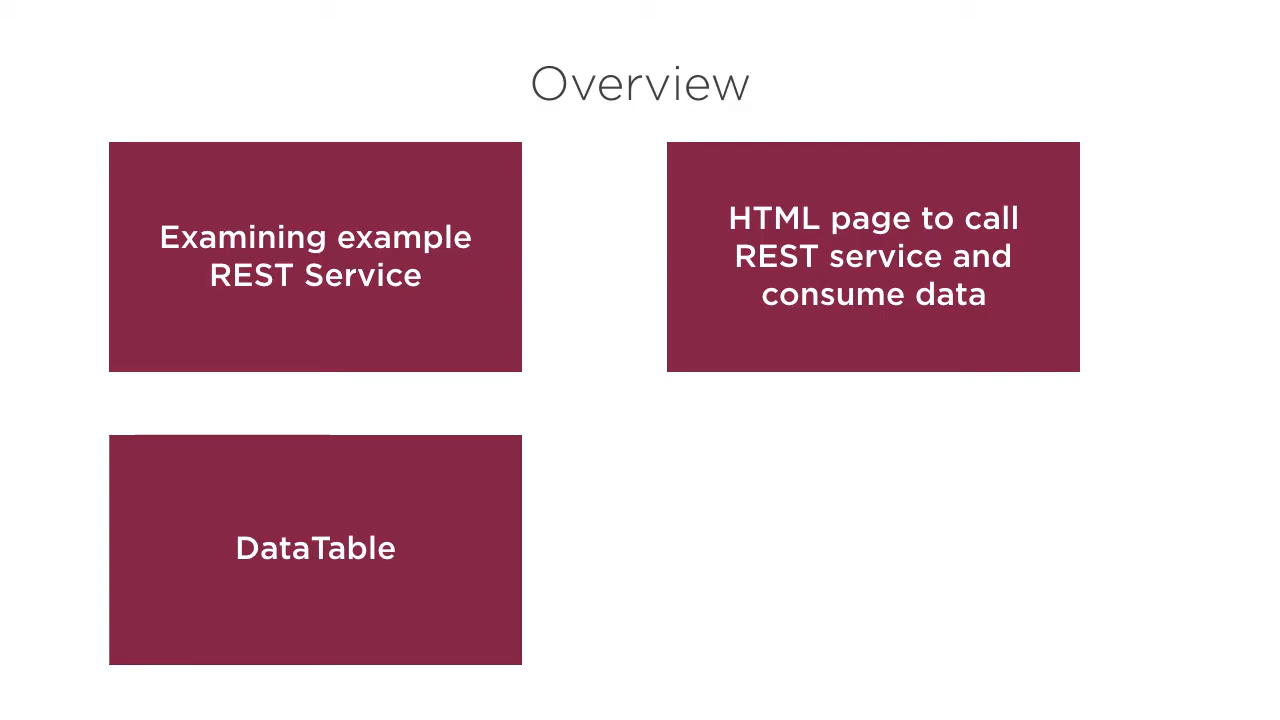 Overview
Examining example
REST Service
HTML page to call
REST service and
consume data
DataTable